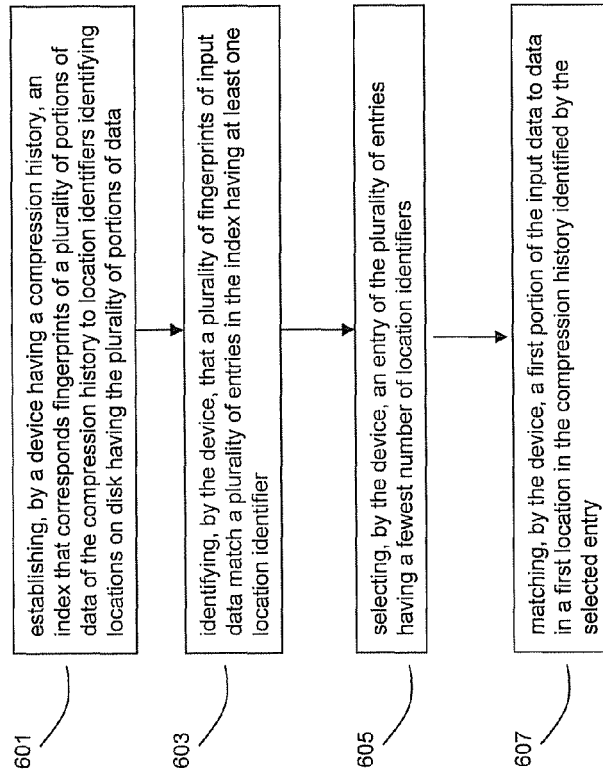 601
establishing, by a device having a compression history, an
index that corresponds fingerprints of a plurality of portions of
data of the compression history to location identifiers identifying
locations on disk having the plurality of portions of data
603
identifying, by the device, that a plurality of fingerprints of input
data match a plurality of entries in the index having at least one
location identifier
605
selecting, by the device, an entry of the plurality of entries
having a fewest number of location identifiers
607
matching, by the device, a first portion of the input data to data
in a first location in the compression history identified by the
selected entry